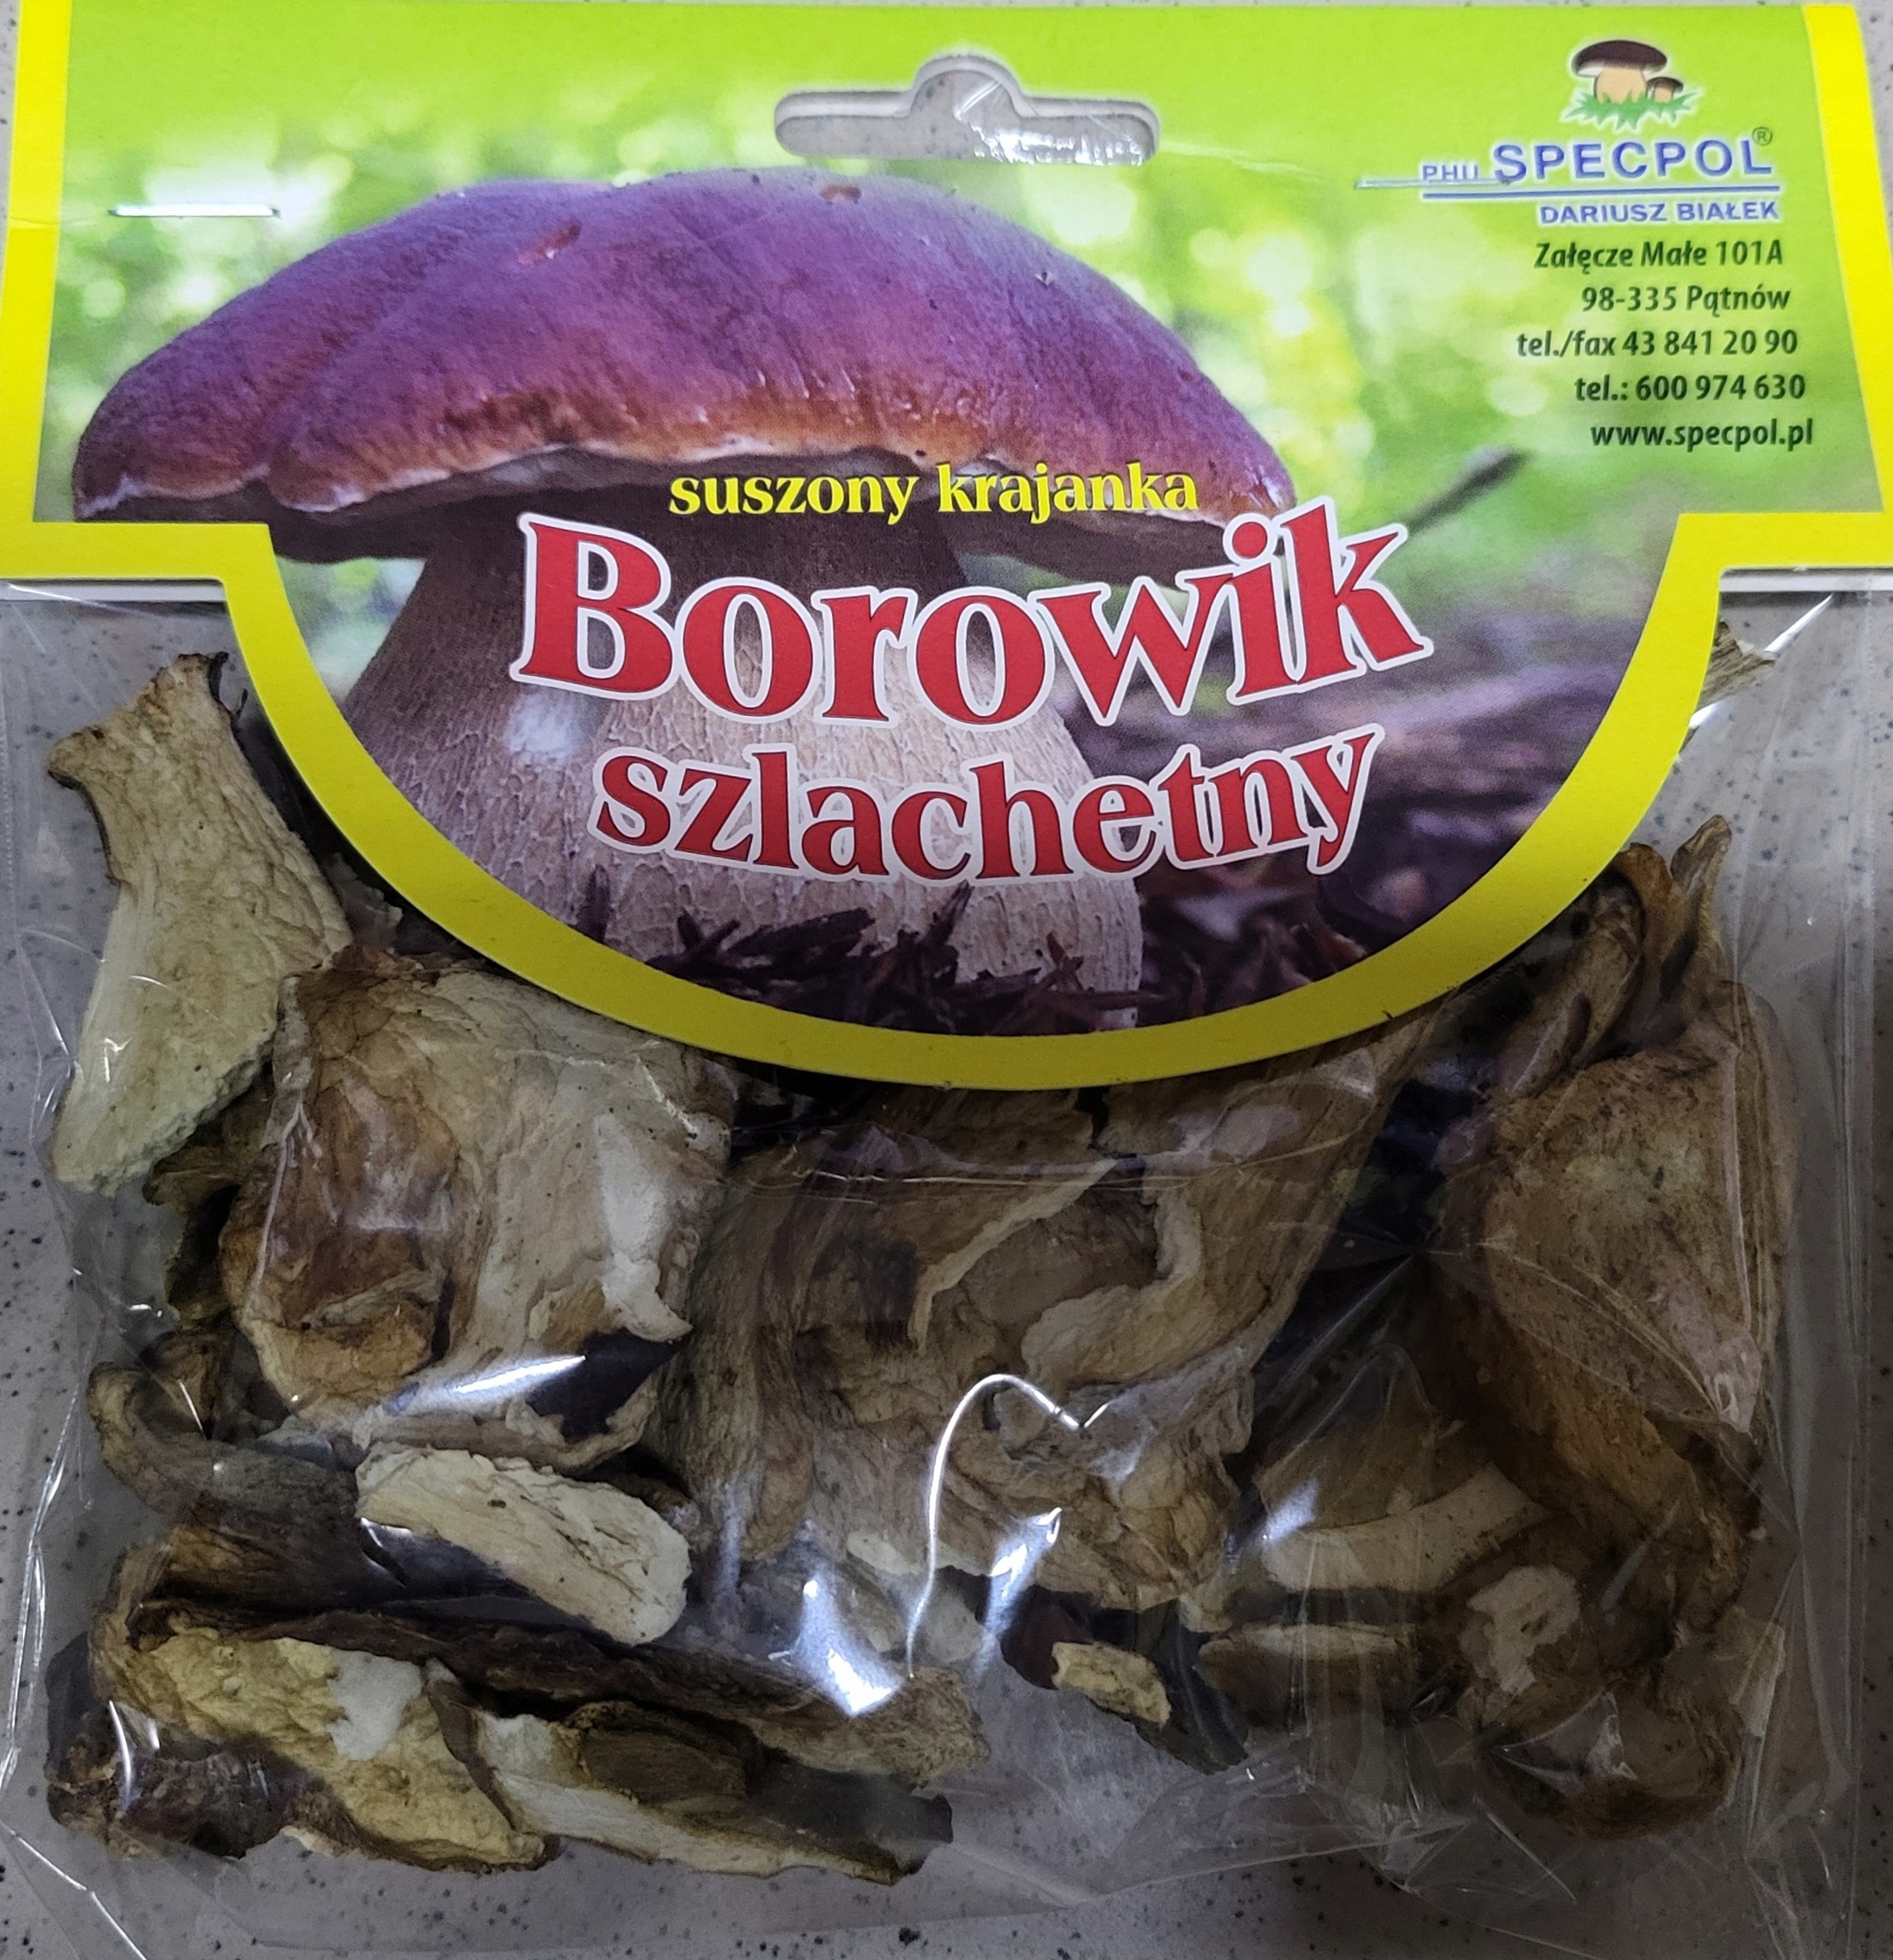 PHU SPECPOL®
DARIUSZ BIAŁEK
Załęcze Małe 101A
98-335 Pątnów
tel./fax 43 841 20 90
tel.: 600 974 630
www.specpol.pl
suszony krajanka
Borowik
szlachetny